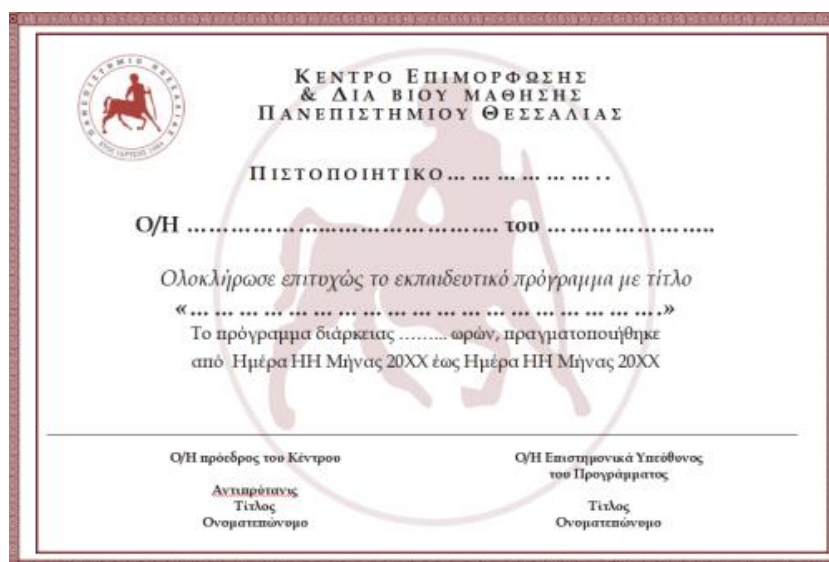 ΠΑΝΕΠΙΣΤΗΜΙΟ ΘΕΣΣΑΛΙΑΣ
ΚΕΝΤΡΟ ΕΠΙΜΟΡΦΩΣΗΣ
& ΔΙΑ ΒΙΟΥ ΜΑΘΗΣΗΣ
ΠΑΝΕΠΙΣΤΗΜΙΟΥ ΘΕΣΣΑΛΙΑΣ
ΠΙΣΤΟΠΟΙΗΤΙΚΟ... ... ... ... ... ... . .
Ο/Η ........................................................ του ..............................
Ολοκλήρωσε επιτυχώς το εκπαιδευτικό πρόγραμμα με τίτλο
«... ... ... ... ... ... ... ... ... ... ... ... ... ... ... ... ... ... ....»
Το πρόγραμμα διάρκειας ……... ωρών, πραγματοποιήθηκε
από Ημέρα ΗΗ Μήνας 20ΧΧ έως Ημέρα ΗΗ Μήνας 20ΧΧ
Ο/Η πρόεδρος του Κέντρου
Αντιπρύτανις
Τίτλος
Ονοματεπώνυμο
Ο/Η Επιστημονικά Υπεύθυνος
του Προγράμματος
Τίτλος
Ονοματεπώνυμο